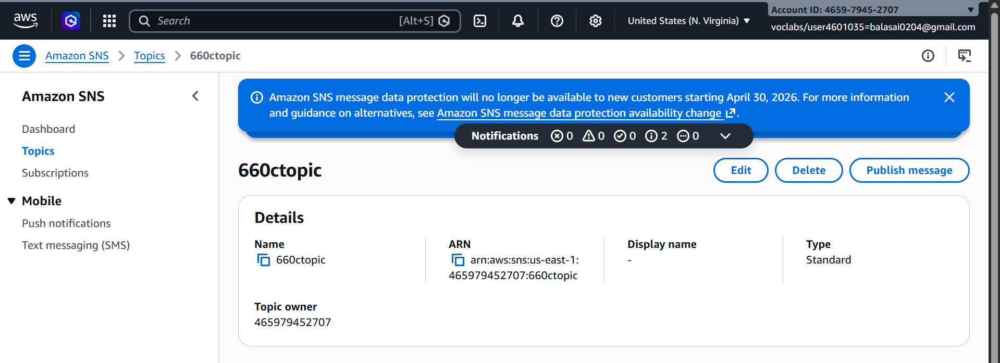 aws
Search [Alt+S]
United States (N. Virginia)
Account ID: 4659-7945-2707
voclabs/user4601035=balasai0204@gmail.com
Amazon SNS > Topics > 660ctopic
Amazon SNS
Dashboard
Topics
Subscriptions
Mobile
Push notifications
Text messaging (SMS)
Amazon SNS message data protection will no longer be available to new customers starting April 30, 2026. For more information
and guidance on alternatives, see Amazon SNS message data protection availability change .
Notifications 0 0 0 2 0
660ctopic
Edit
Delete
Publish message
Details
Name
660ctopic
ARN
arn:aws:sns:us-east-1:
465979452707:660ctopic
Display name
-
Type
Standard
Topic owner
465979452707